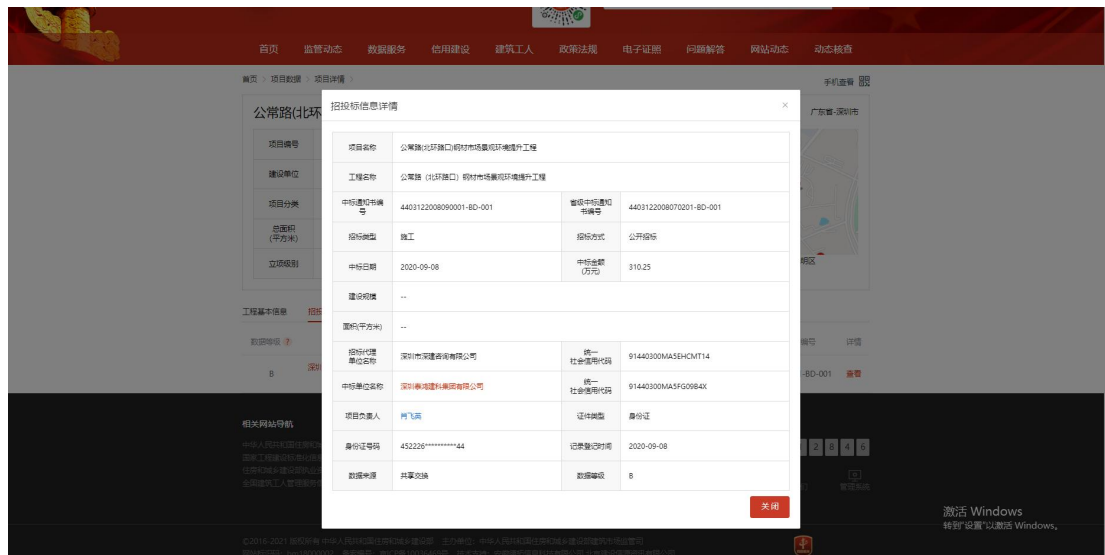 首页 监管动态 数据服务 信用建设 建筑工人 政策法规 电子证照 问题解答 网站动态 动态核查
首页 > 项目数据 > 项目详情 >
手机查看
公常路(北环
广东省-深圳市
招投标信息详情 ×
项目编号
建设单位
项目分类
总面积
(平方米)
立项级别
项目名称 公常路(北环路口)钢材市场景观环境提升工程
工程名称 公常路（北环路口）钢材市场景观环境提升工程
中标通知书编
号
4403122008090001-BD-001
省级中标通知
书编号
4403122008070201-BD-001
招标类型 施工 招标方式 公开招标
中标日期 2020-09-08
中标金额
(万元)
310.25
建设规模 --
面积(平方米) --
招标代理
单位名称
深圳市深建咨询有限公司
统一
社会信用代码
91440300MA5EHCMT14
中标单位名称
统一
社会信用代码
91440300MA5FG09B4X
项目负责人 肖飞英 证件类型 身份证
身份证号码 452226**********44 记录登记时间 2020-09-08
数据来源 共享交换 数据等级 B
关闭
工程基本信息 招投
数据等级 ?
编号 详情
B 深圳
-BD-001 查看
相关网站导航
2 8 4 6
管理系统
激活 Windows
转到"设置"以激活 Windows。